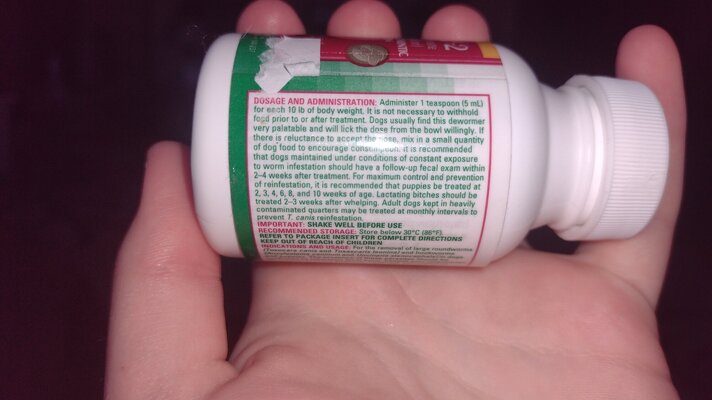 2
DOSAGE AND ADMINISTRATION: Administer 1 teaspoon (5 mL)
for each 10 lb of body weight. It is not necessary to withhold
food prior to or after treatment. Dogs usually find this dewormer
very palatable and will lick the dose from the bowl willingly. If
there is reluctance to accept the dose, mix in a small quantity
of dog food to encourage consumption. It is recommended
that dogs maintained under conditions of constant exposure
to worm infestation should have a follow-up fecal exam within
2–4 weeks after treatment. For maximum control and prevention
of reinfestation, it is recommended that puppies be treated at
2, 3, 4, 6, 8, and 10 weeks of age. Lactating bitches should be
treated 2–3 weeks after whelping. Adult dogs kept in heavily
contaminated quarters may be treated at monthly intervals to
prevent T. canis reinfestation.
IMPORTANT: SHAKE WELL BEFORE USE
RECOMMENDED STORAGE: Store below 30°C (86°F).
REFER TO PACKAGE INSERT FOR COMPLETE DIRECTIONS
KEEP OUT OF REACH OF CHILDREN
INDICATIONS AND USAGE: For the removal of large roundworms
(Toxocara canis and Toxascaris leonina) and hookworms